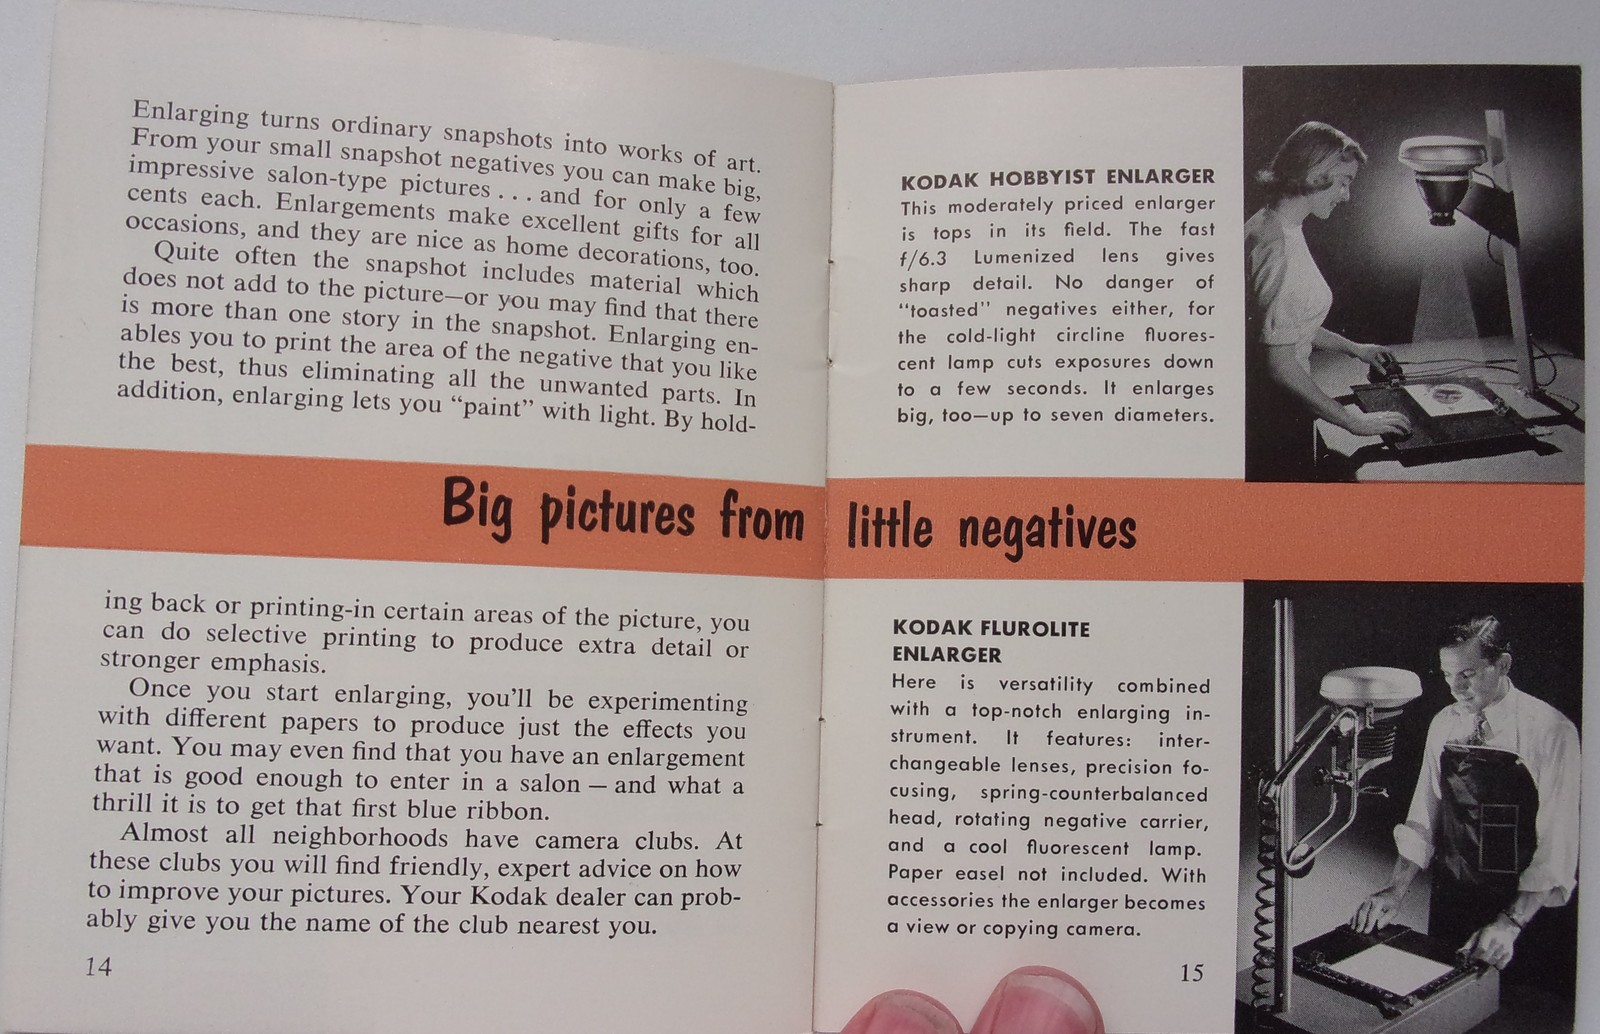 Enlarging turns ordinary snapshots into works of art.
From your small snapshot negatives you can make big,
impressive salon-type pictures . . . and for only a few
cents each. Enlargements make excellent gifts for all
occasions, and they are nice as home decorations, too.
Quite often the snapshot includes material which
does not add to the picture—or you may find that there
is more than one story in the snapshot. Enlarging en-
ables you to print the area of the negative that you like
the best, thus eliminating all the unwanted parts. In
addition, enlarging lets you “paint” with light. By hold-
Big pictures from little negatives
ing back or printing-in certain areas of the picture, you
can do selective printing to produce extra detail or
stronger emphasis.
Once you start enlarging, you’ll be experimenting
with different papers to produce just the effects you
want. You may even find that you have an enlargement
that is good enough to enter in a salon — and what a
thrill it is to get that first blue ribbon.
Almost all neighborhoods have camera clubs. At
these clubs you will find friendly, expert advice on how
to improve your pictures. Your Kodak dealer can prob-
ably give you the name of the club nearest you.
14
KODAK HOBBYIST ENLARGER
This moderately priced enlarger
is tops in its field. The fast
f/6.3 Lumenized lens gives
sharp detail. No danger of
“toasted” negatives either, for
the cold-light circline fluores-
cent lamp cuts exposures down
to a few seconds. It enlarges
big, too—up to seven diameters.
KODAK FLUROLITE
ENLARGER
Here is versatility combined
with a top-notch enlarging in-
strument. It features: inter-
changeable lenses, precision fo-
cusing, spring-counterbalanced
head, rotating negative carrier,
and a cool fluorescent lamp.
Paper easel not included. With
accessories the enlarger becomes
a view or copying camera.
15